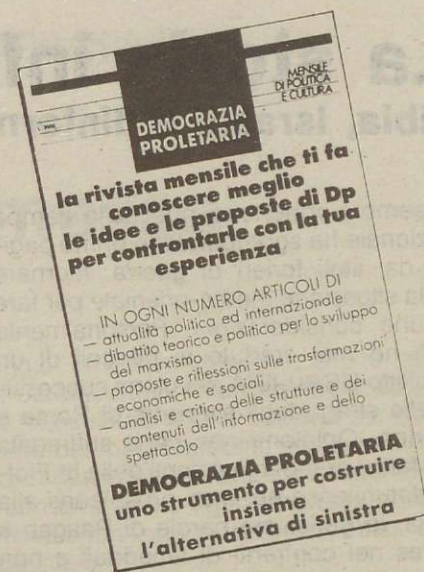 MENSILE
DI POLITICA
E CULTURA
DEMOCRAZIA
PROLETARIA
la rivista mensile che ti fa
conoscere meglio
le idee e le proposte di Dp
per confrontarle con la tua
esperienza
IN OGNI NUMERO ARTICOLI DI
— attualità politica ed internazionale
— dibattito teorico e politico per lo sviluppo
del marxismo
— proposte e riflessioni sulle trasformazioni
economiche e sociali
— analisi e critica delle strutture e dei
contenuti dell'informazione e dello
spettacolo
DEMOCRAZIA PROLETARIA
uno strumento per costruire
insieme
l'alternativa di sinistra